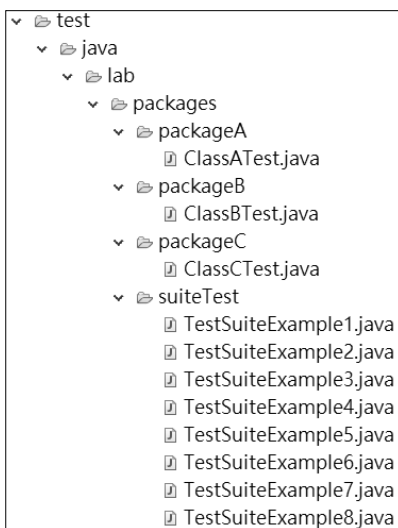 test
java
lab
packages
packageA
ClassATest.java
packageB
ClassBTest.java
packageC
ClassCTest.java
suiteTest
TestSuiteExample1.java
TestSuiteExample2.java
TestSuiteExample3.java
TestSuiteExample4.java
TestSuiteExample5.java
TestSuiteExample6.java
TestSuiteExample7.java
TestSuiteExample8.java